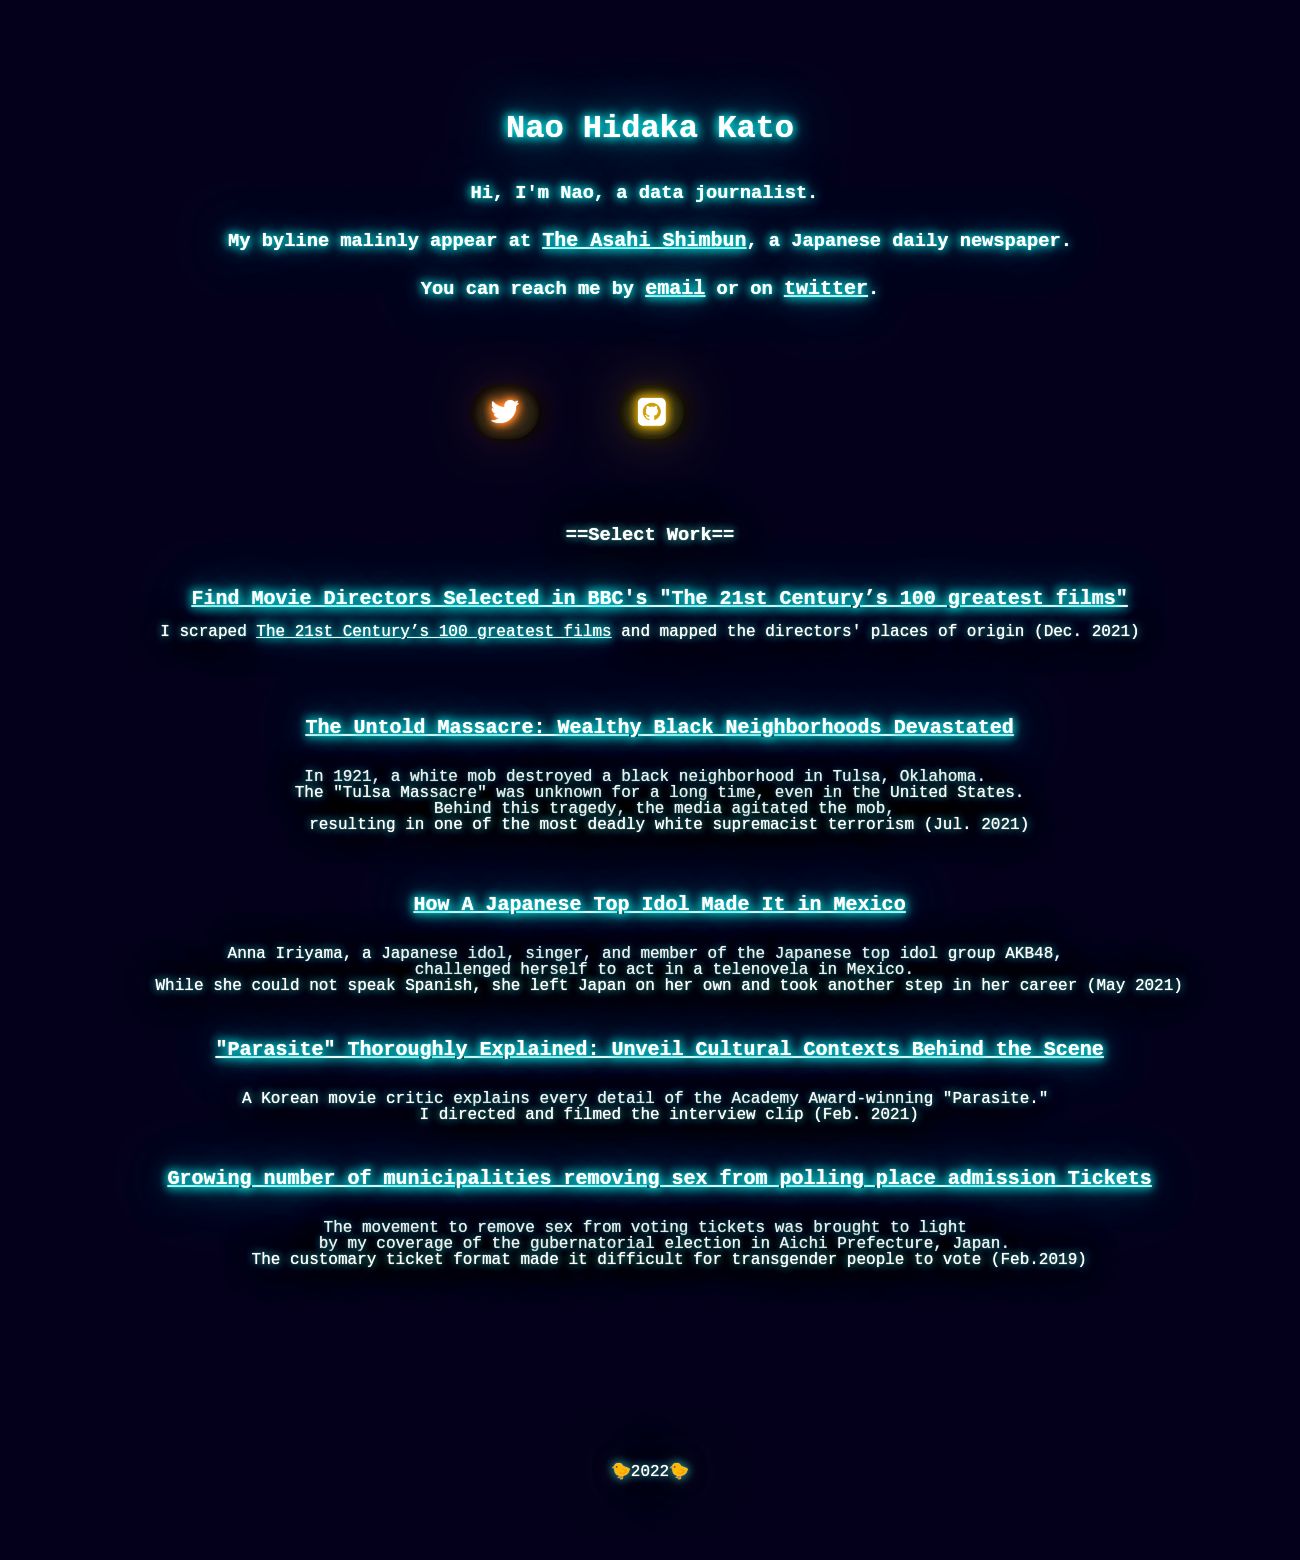 Nao Hidaka Kato
Hi, I'm Nao, a data journalist.
My byline malinly appear at The Asahi Shimbun, a Japanese daily newspaper.
You can reach me by email or on twitter.
==Select Work==
Find Movie Directors Selected in BBC's "The 21st Century’s 100 greatest films"
I scraped The 21st Century’s 100 greatest films and mapped the directors' places of origin (Dec. 2021)
The Untold Massacre: Wealthy Black Neighborhoods Devastated
In 1921, a white mob destroyed a black neighborhood in Tulsa, Oklahoma.
The "Tulsa Massacre" was unknown for a long time, even in the United States.
Behind this tragedy, the media agitated the mob,
resulting in one of the most deadly white supremacist terrorism (Jul. 2021)
How A Japanese Top Idol Made It in Mexico
Anna Iriyama, a Japanese idol, singer, and member of the Japanese top idol group AKB48,
challenged herself to act in a telenovela in Mexico.
While she could not speak Spanish, she left Japan on her own and took another step in her career (May 2021)
"Parasite" Thoroughly Explained: Unveil Cultural Contexts Behind the Scene
A Korean movie critic explains every detail of the Academy Award-winning "Parasite."
I directed and filmed the interview clip (Feb. 2021)
Growing number of municipalities removing sex from polling place admission Tickets
The movement to remove sex from voting tickets was brought to light
by my coverage of the gubernatorial election in Aichi Prefecture, Japan.
The customary ticket format made it difficult for transgender people to vote (Feb.2019)
🐤2022🐤